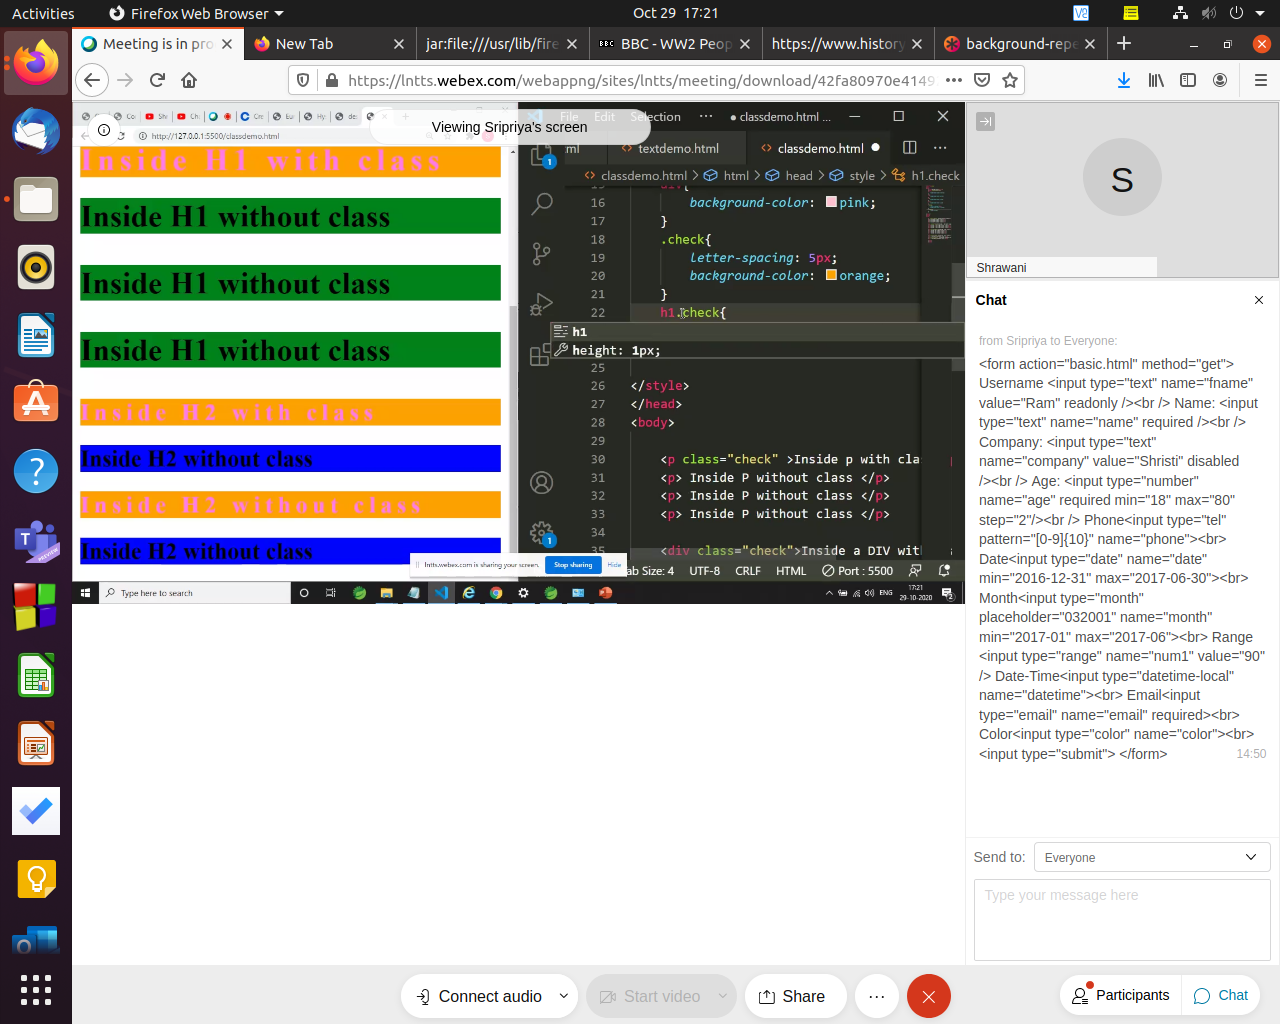 Activities
Firefox Web Browser
Oct 29 17:21
Meeting is in pro
New Tab
jar:file:///usr/lib/fire
BBC - WW2 Peop
https://www.history
background-repe
https://lntts.webex.com/webappng/sites/lntts/meeting/download/42fa80970e4149
Viewing Sripriya's screen
http://127.0.0.1:5500/classdemo.html
Inside H1 with class
Inside H1 without class
Inside H1 without class
Inside H1 without class
Inside H2 with class
Inside H2 without class
Inside H2 without class
Inside H2 without class
File Edit Selection ··· ● classdemo.html ...
ml
textdemo.html
classdemo.html
classdemo.html > html > head > style > h1.check
15 div{
16 background-color: pink;
17 }
18 .check{
19 letter-spacing: 5px;
20 background-color: orange;
21 }
22 h1.check{
h1
height: 1px;
25
26 </style>
27 </head>
28 <body>
29
30 <p class="check" >Inside p with cla
31 <p> Inside P without class </p>
32 <p> Inside P without class </p>
33 <p> Inside P without class </p>
34
35 <div class="check">Inside a DIV wit
lntts.webex.com is sharing your screen.
Stop sharing
Hide
ab Size: 4 UTF-8 CRLF HTML Port : 5500
Type here to search
ENG
17:21
29-10-2020
S
Shrawani
Chat
from Sripriya to Everyone:
<form action="basic.html" method="get">
Username <input type="text" name="fname"
value="Ram" readonly /><br /> Name: <input
type="text" name="name" required /><br />
Company: <input type="text"
name="company" value="Shristi" disabled
/><br /> Age: <input type="number"
name="age" required min="18" max="80"
step="2"/><br /> Phone<input type="tel"
pattern="[0-9]{10}" name="phone"><br>
Date<input type="date" name="date"
min="2016-12-31" max="2017-06-30"><br>
Month<input type="month"
placeholder="032001" name="month"
min="2017-01" max="2017-06"><br> Range
<input type="range" name="num1" value="90"
/> Date-Time<input type="datetime-local"
name="datetime"><br> Email<input
type="email" name="email" required><br>
Color<input type="color" name="color"><br>
<input type="submit"> </form>
14:50
Send to:
Everyone
Type your message here
Connect audio
Start video
Share
Participants
Chat